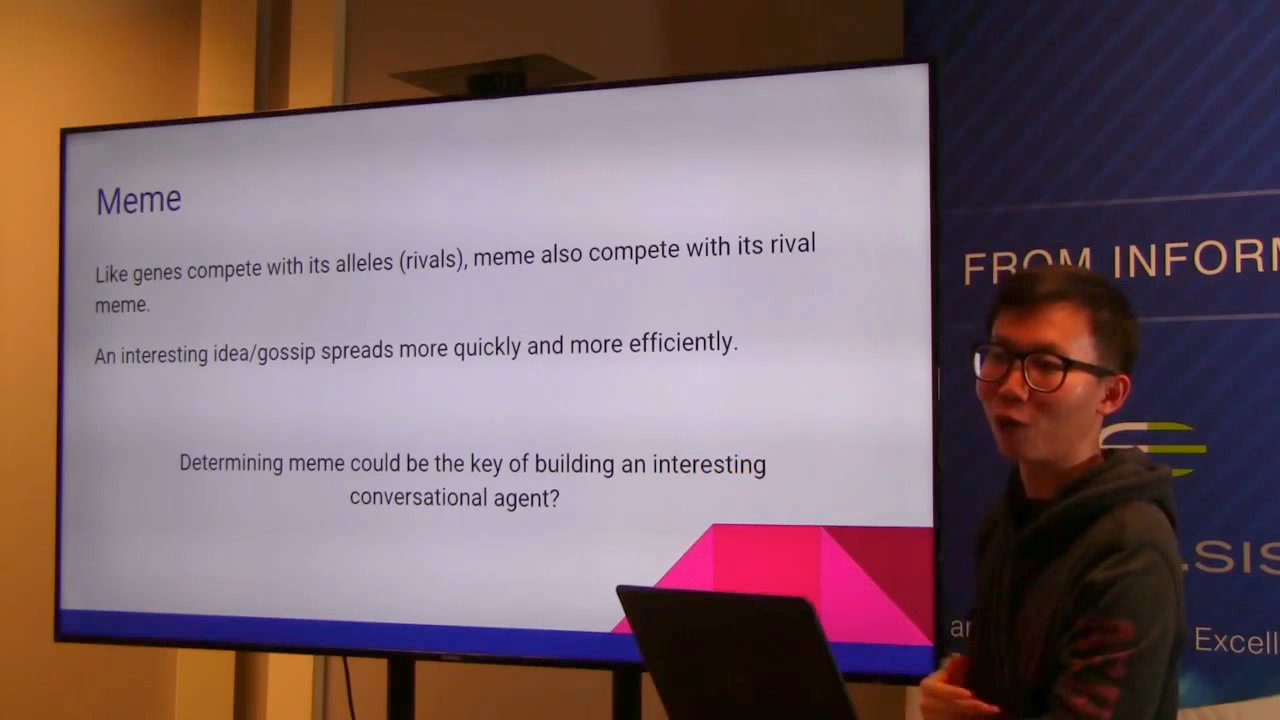 Meme
Like genes compete with its alleles (rivals), meme also compete with its rival
meme.
An interesting idea/gossip spreads more quickly and more efficiently.
Determining meme could be the key of building an interesting
conversational agent?
FROM INFORM